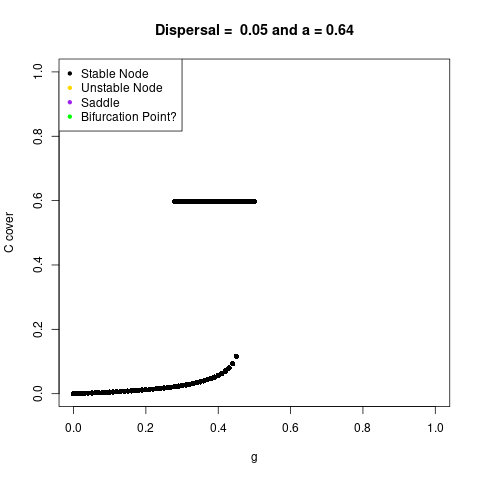 Dispersal =  0.05 and a = 0.64
Stable Node
Unstable Node
Saddle
Bifurcation Point?
C cover
1.0
0.8
0.6
0.4
0.2
0.0
0.0 0.2 0.4 0.6 0.8 1.0
g